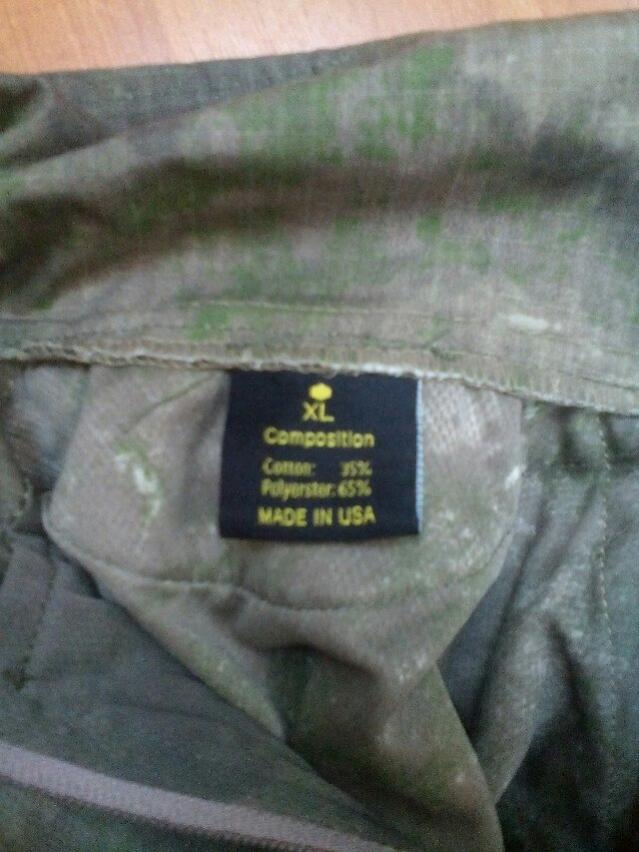 XL
Composition
Cotton: 35%
Polyerster: 65%
MADE IN USA